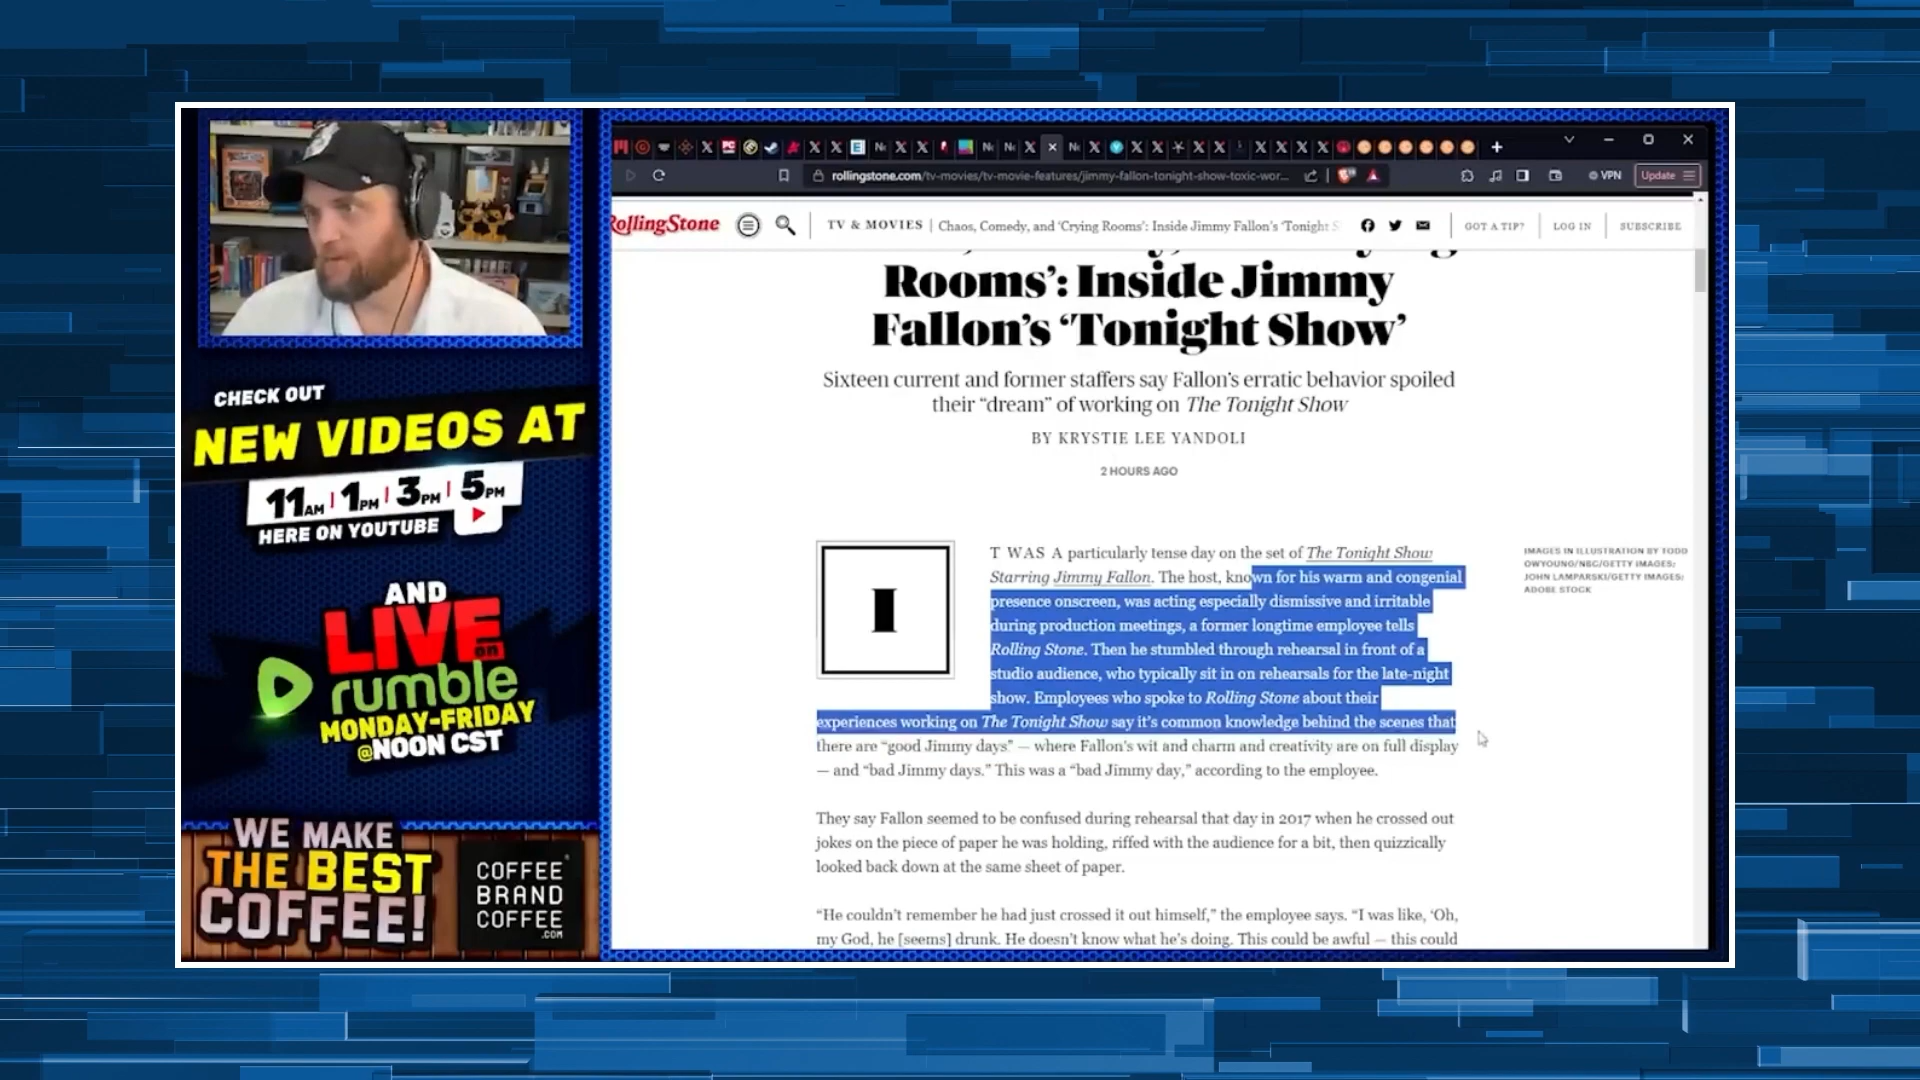 CHECK OUT
NEW VIDEOS AT
11AM | 1PM | 3PM | 5PM
HERE ON YOUTUBE
AND
LIVE on
rumble
MONDAY-FRIDAY
@NOON CST
WE MAKE
THE BEST
COFFEE!
COFFEE
BRAND
COFFEE
.COM
rollingstone.com/tv-movies/tv-movie-features/jimmy-fallon-tonight-show-toxic-wor...
VPN
Update
RollingStone
TV & MOVIES | Chaos, Comedy, and ‘Crying Rooms’: Inside Jimmy Fallon’s ‘Tonight S
GOT A TIP?
LOG IN
SUBSCRIBE
Rooms’: Inside Jimmy
Fallon’s ‘Tonight Show’
Sixteen current and former staffers say Fallon’s erratic behavior spoiled
their “dream” of working on The Tonight Show
BY KRYSTIE LEE YANDOLI
2 HOURS AGO
IT WAS A particularly tense day on the set of The Tonight Show
Starring Jimmy Fallon. The host, known for his warm and congenial
presence onscreen, was acting especially dismissive and irritable
during production meetings, a former longtime employee tells
Rolling Stone. Then he stumbled through rehearsal in front of a
studio audience, who typically sit in on rehearsals for the late-night
show. Employees who spoke to Rolling Stone about their
experiences working on The Tonight Show say it’s common knowledge behind the scenes that
there are “good Jimmy days” — where Fallon’s wit and charm and creativity are on full display
— and “bad Jimmy days.” This was a “bad Jimmy day,” according to the employee.
They say Fallon seemed to be confused during rehearsal that day in 2017 when he crossed out
jokes on the piece of paper he was holding, riffed with the audience for a bit, then quizzically
looked back down at the same sheet of paper.
“He couldn’t remember he had just crossed it out himself,” the employee says. “I was like, ‘Oh,
my God, he [seems] drunk. He doesn’t know what he’s doing. This could be awful — this could
IMAGES IN ILLUSTRATION BY TODD
OWYOUNG/NBC/GETTY IMAGES;
JOHN LAMPARSKI/GETTY IMAGES;
ADOBE STOCK